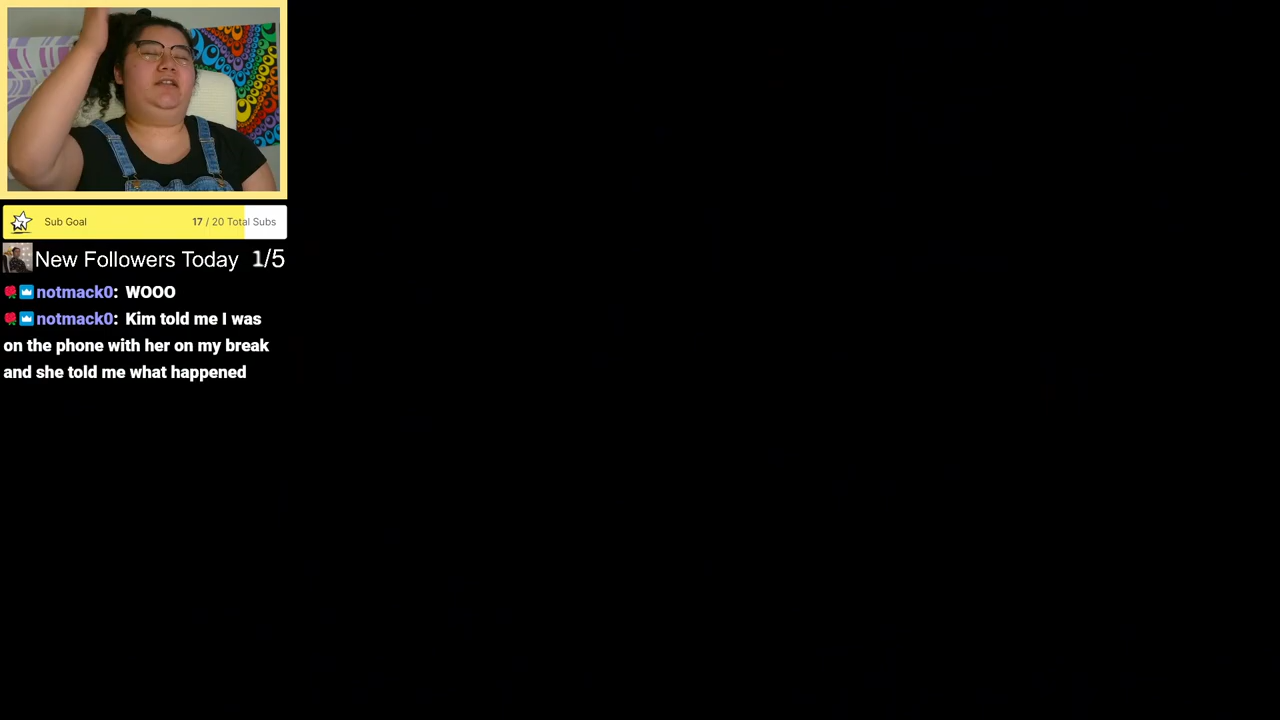 Sub Goal 17 / 20 Total Subs
New Followers Today 1/5
notmack0: WOOO
notmack0: Kim told me I was
on the phone with her on my break
and she told me what happened